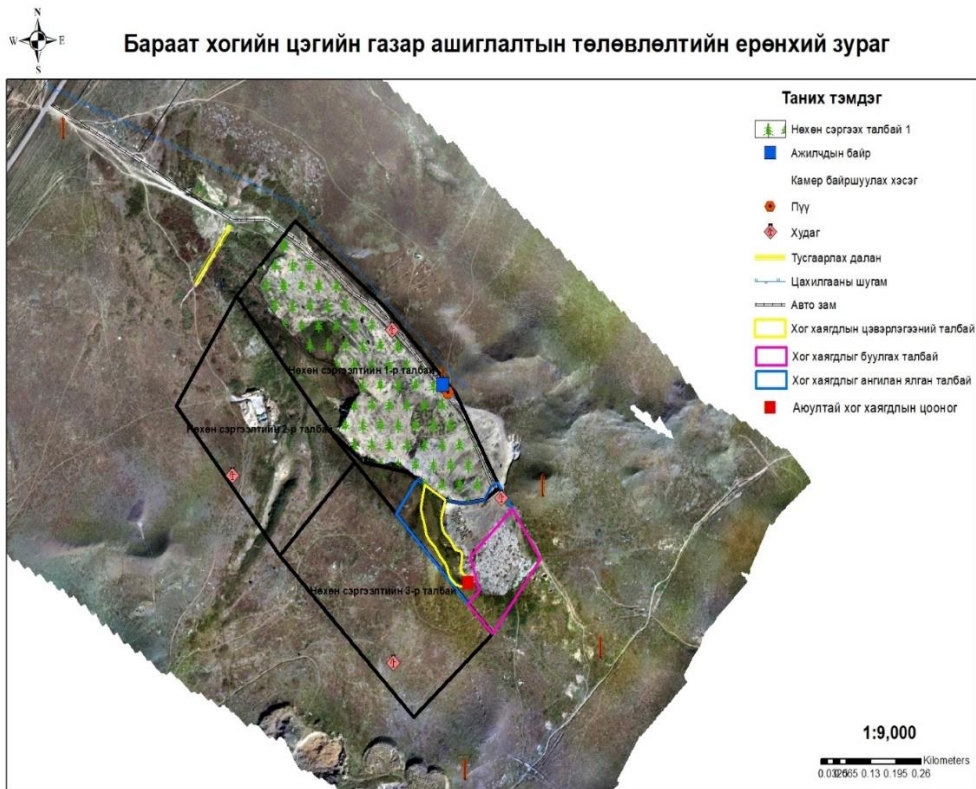 N
W E
S
Бараат хогийн цэгийн газар ашиглалтын төлөвлөлтийн ерөнхий зураг
Таних тэмдэг
Нөхөн сэргээх талбай 1
Ажилчдын байр
Камер байршуулах хэсэг
Пүү
Худаг
Тусгаарлах далан
Цахилгааны шугам
Авто зам
Хог хаягдлын цэвэрлэгээний талбай
Хог хаягдлыг буулгах талбай
Хог хаягдлыг ангилан ялган талбай
Аюултай хог хаягдлын цооног
Нөхөн сэргээлтийн 1-р талбай
Нөхөн сэргээлтийн 2-р талбай
Нөхөн сэргээлтийн 3-р талбай
1:9,000
Kilometers
0.13 0.195 0.26